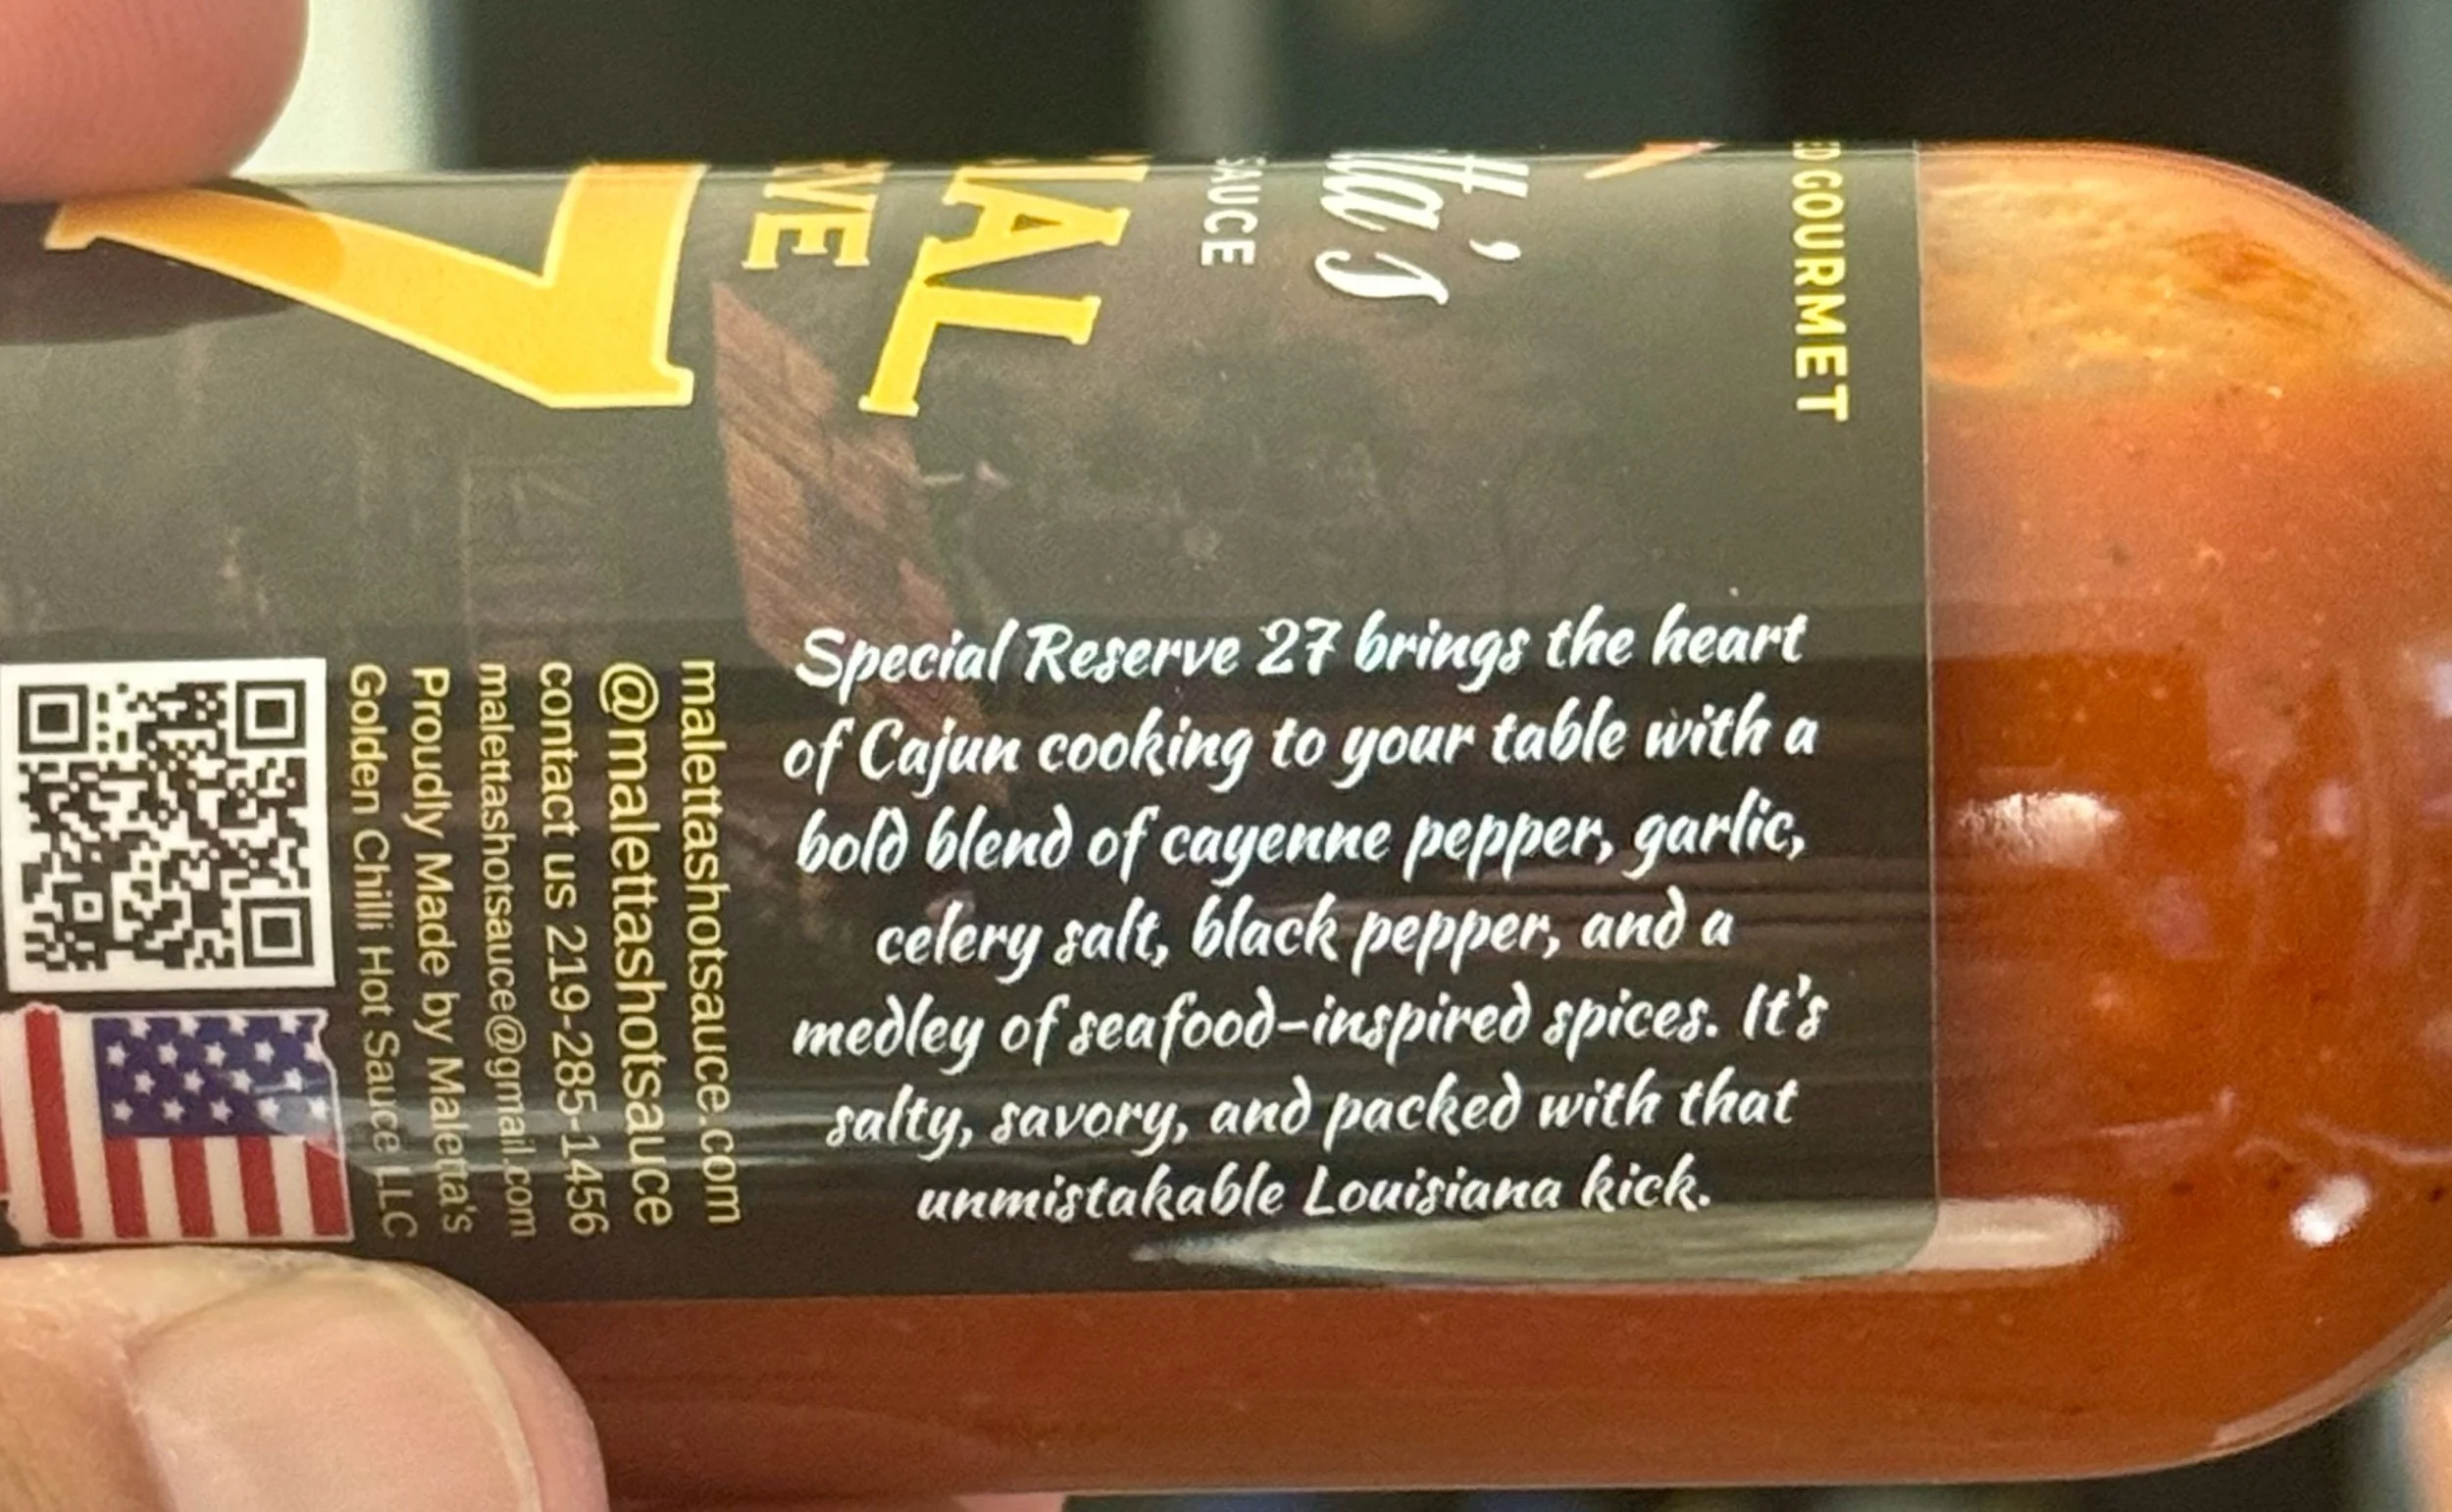 Special Reserve 27 brings the heart
of Cajun cooking to your table with a
bold blend of cayenne pepper, garlic,
celery salt, black pepper, and a
medley of seafood-inspired spices. It's
salty, savory, and packed with that
unmistakable Louisiana kick.
malettashotsauce.com
@malettashotsauce
contact us 219-285-1456
malettashotsauce@gmail.com
Proudly Made by Maletta's
Golden Chilli Hot Sauce LLC
GOURMET
SAUCE
7